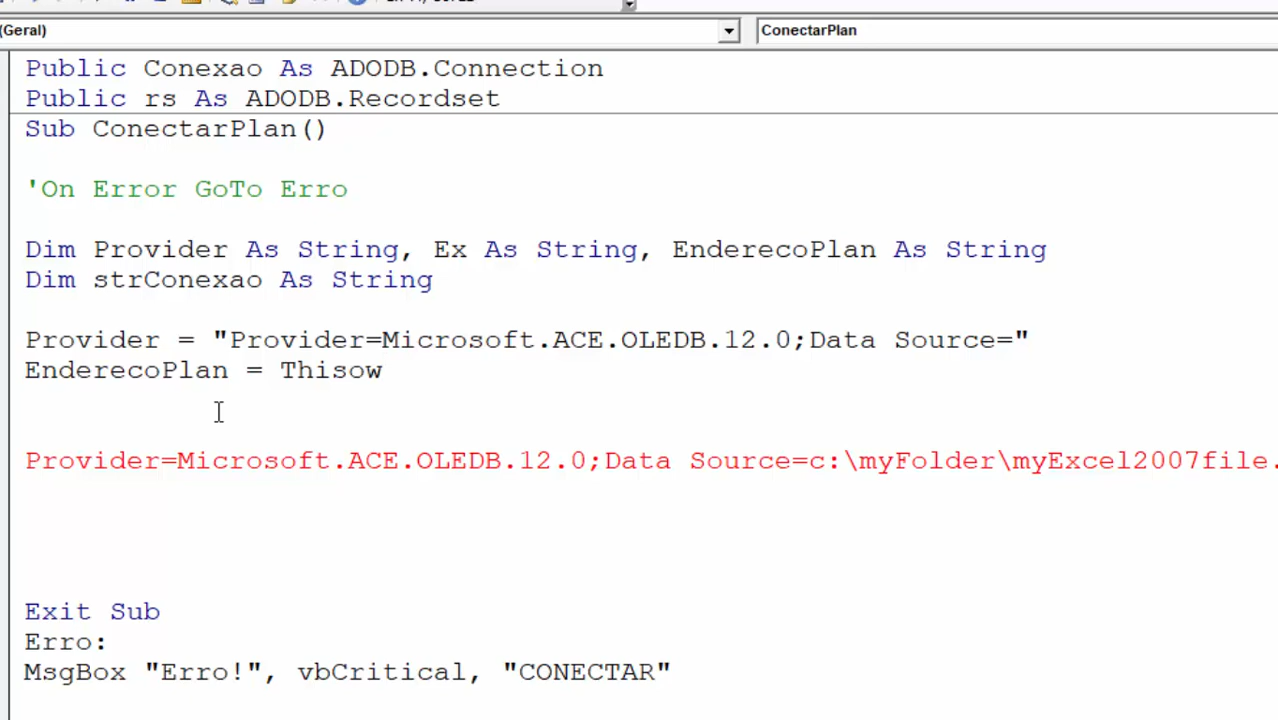 (Geral)
ConectarPlan
Public Conexao As ADODB.Connection
Public rs As ADODB.Recordset
Sub ConectarPlan()
'On Error GoTo Erro
Dim Provider As String, Ex As String, EnderecoPlan As String
Dim strConexao As String
Provider = "Provider=Microsoft.ACE.OLEDB.12.0;Data Source="
EnderecoPlan = Thisow
Provider=Microsoft.ACE.OLEDB.12.0;Data Source=c:\myFolder\myExcel2007file.
Exit Sub
Erro:
MsgBox "Erro!", vbCritical, "CONECTAR"